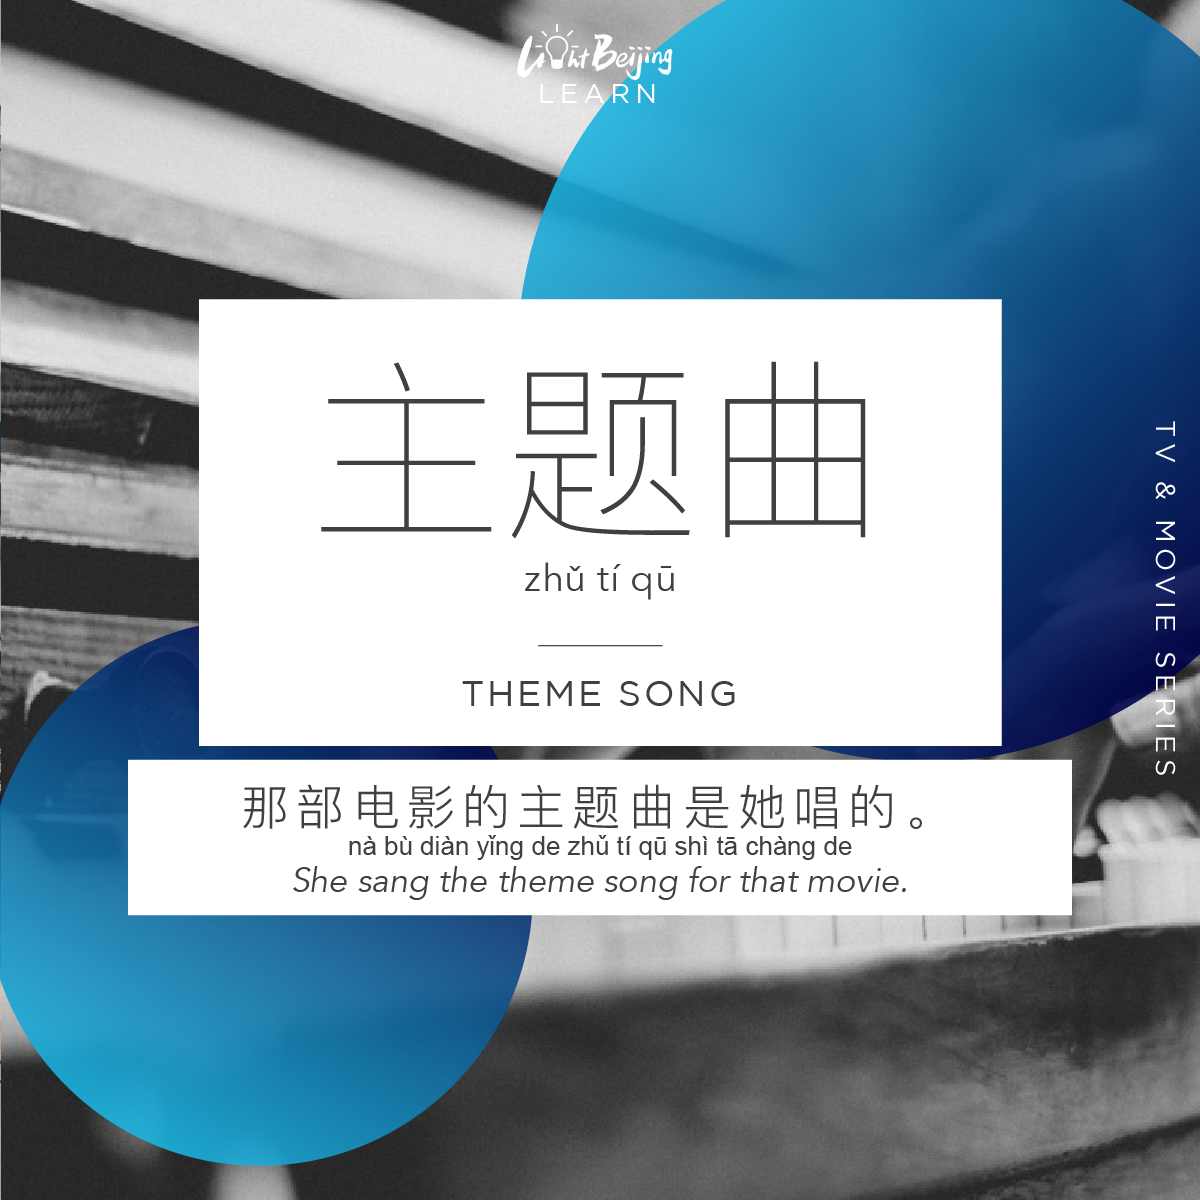 LightBeijing
LEARN
主题曲
zhǔ tí qū
THEME SONG
那部电影的主题曲是她唱的。
nà bù diàn yǐng de zhǔ tí qū shì tā chàng de
She sang the theme song for that movie.
TV & MOVIE SERIES